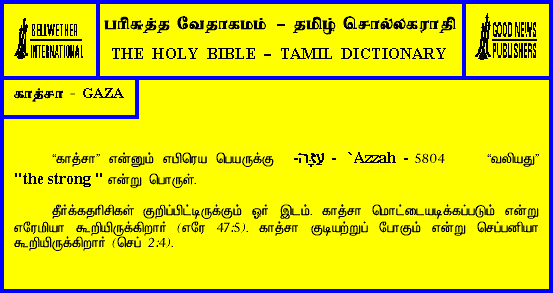 BELLWETHER
INTERNATIONAL
பரிசுத்த வேதாகமம் – தமிழ் சொல்லகராதி
THE HOLY BIBLE – TAMIL DICTIONARY
GOOD NEWS
PUBLISHERS
காத்சா - GAZA
“காத்சா” என்னும் எபிரெய பெயருக்கு -עַזָּה - `Azzah - 5804 “வலியது”
"the strong " என்று பொருள்.
தீர்க்கதரிசிகள் குறிப்பிட்டிருக்கும் ஓர் இடம். காத்சா மொட்டையடிக்கப்படும் என்று
எரேமியா கூறியிருக்கிறார் (எரே 47:5). காத்சா குடியற்றுப் போகும் என்று செப்பனியா
கூறியிருக்கிறார் (செப் 2:4).